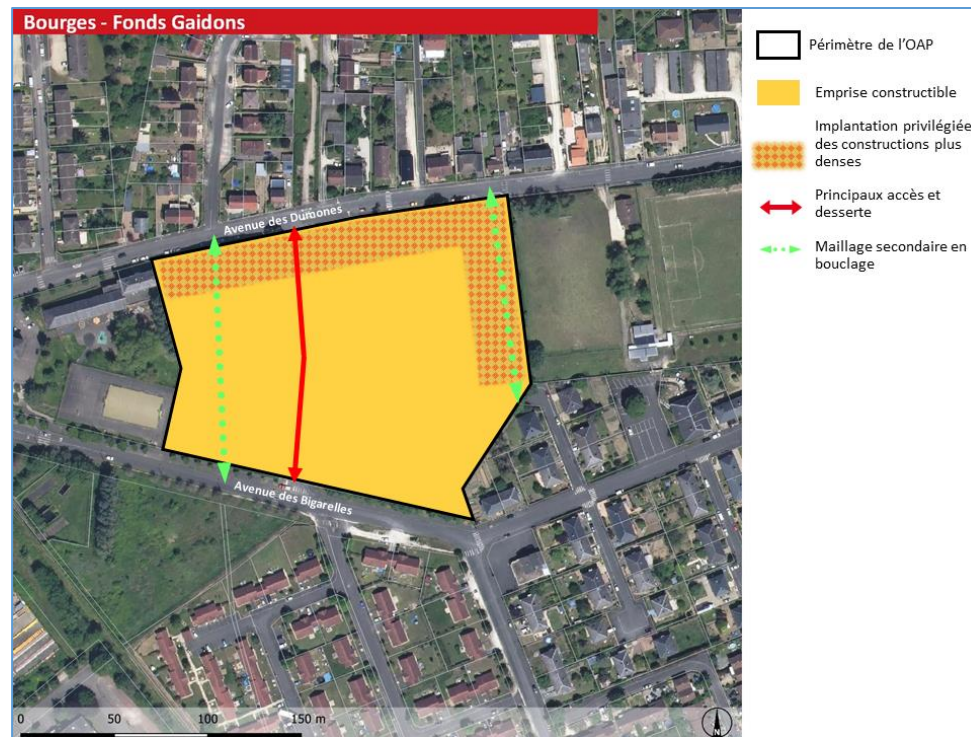 Bourges - Fonds Gaidons
Périmètre de l'OAP
Emprise constructible
Implantation privilégiée
des constructions plus
denses
Principaux accès et
desserte
Maillage secondaire en
bouclage
Avenue des Dumones
Avenue des Bigarelles
0 50 100 150 m
N